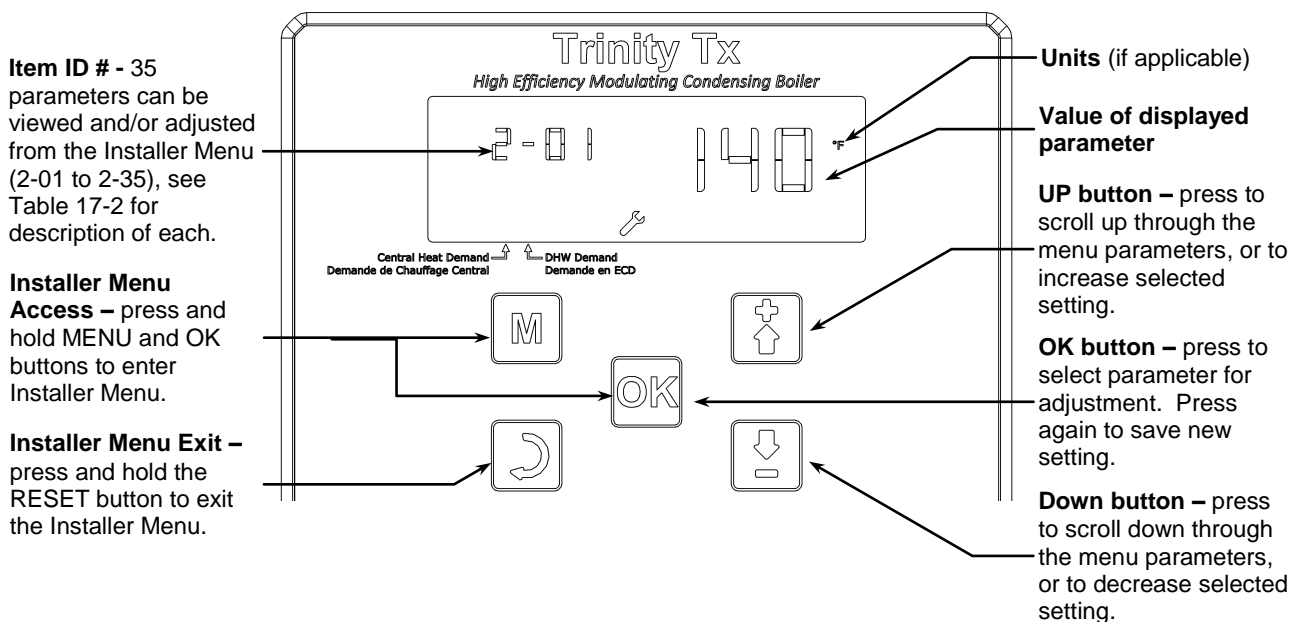 Item ID # - 35
parameters can be
viewed and/or adjusted
from the Installer Menu
(2-01 to 2-35), see
Table 17-2 for
description of each.
Installer Menu
Access – press and
hold MENU and OK
buttons to enter
Installer Menu.
Installer Menu Exit –
press and hold the
RESET button to exit
the Installer Menu.
Trinity Tx
High Efficiency Modulating Condensing Boiler
2-01 140 °F
Central Heat Demand
Demande de Chauffage Central
DHW Demand
Demande en ECD
M
OK
Units (if applicable)
Value of displayed
parameter
UP button – press to
scroll up through the
menu parameters, or to
increase selected
setting.
OK button – press to
select parameter for
adjustment. Press
again to save new
setting.
Down button – press
to scroll down through
the menu parameters,
or to decrease selected
setting.